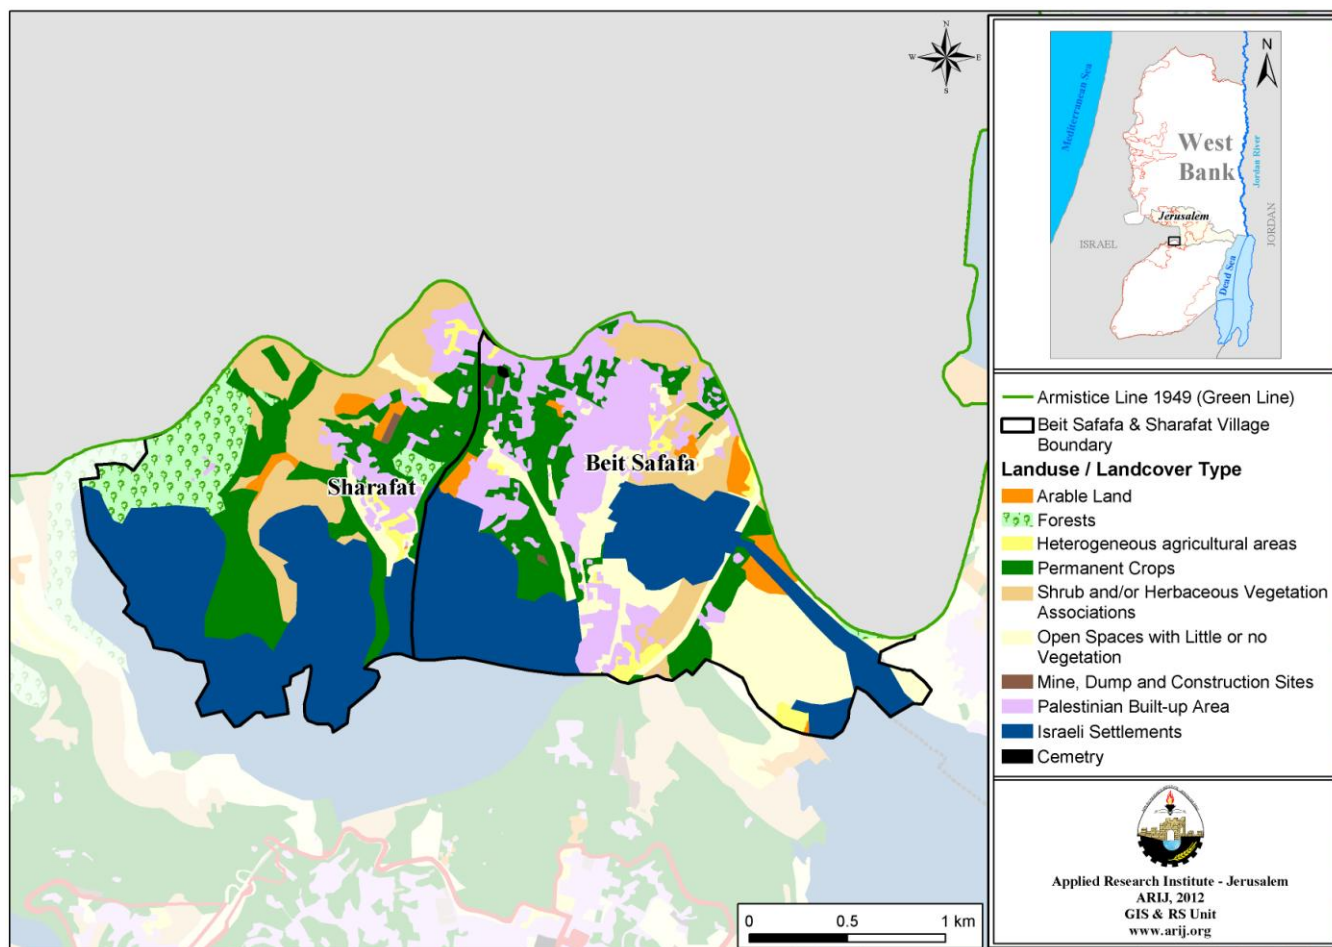 N
W
E
S
Sharafat
Beit Safafa
0
0.5
1 km
N
Mediterranean Sea
West
Bank
Jordan River
Jerusalem
ISRAEL
JORDAN
Dead Sea
Armistice Line 1949 (Green Line)
Beit Safafa & Sharafat Village
Boundary
Landuse / Landcover Type
Arable Land
Forests
Heterogeneous agricultural areas
Permanent Crops
Shrub and/or Herbaceous Vegetation
Associations
Open Spaces with Little or no
Vegetation
Mine, Dump and Construction Sites
Palestinian Built-up Area
Israeli Settlements
Cemetry
Applied Research Institute - Jerusalem
ARIJ, 2012
GIS & RS Unit
www.arij.org